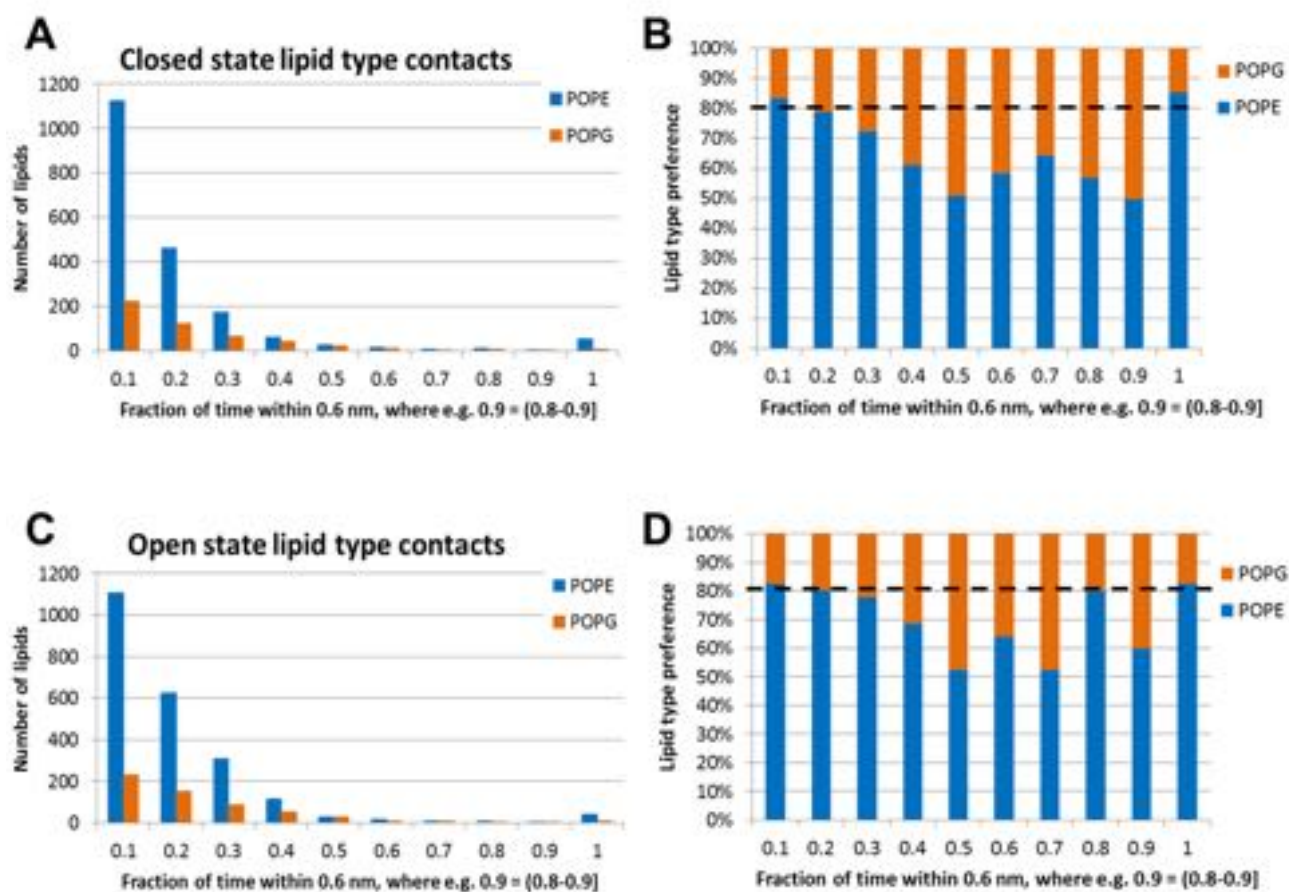 A
Closed state lipid type contacts
1200
1000
800
600
400
200
0
Number of lipids
POPE
POPG
0.1 0.2 0.3 0.4 0.5 0.6 0.7 0.8 0.9 1
Fraction of time within 0.6 nm, where e.g. 0.9 = (0.8-0.9]
B
100%
90%
80%
70%
60%
50%
40%
30%
20%
10%
0%
Lipid type preference
POPG
POPE
0.1 0.2 0.3 0.4 0.5 0.6 0.7 0.8 0.9 1
Fraction of time within 0.6 nm, where e.g. 0.9 = (0.8-0.9]
C
Open state lipid type contacts
1200
1000
800
600
400
200
0
Number of lipids
POPE
POPG
0.1 0.2 0.3 0.4 0.5 0.6 0.7 0.8 0.9 1
Fraction of time within 0.6 nm, where e.g. 0.9 = (0.8-0.9]
D
100%
90%
80%
70%
60%
50%
40%
30%
20%
10%
0%
Lipid type preference
POPG
POPE
0.1 0.2 0.3 0.4 0.5 0.6 0.7 0.8 0.9 1
Fraction of time within 0.6 nm, where e.g. 0.9 = (0.8-0.9]